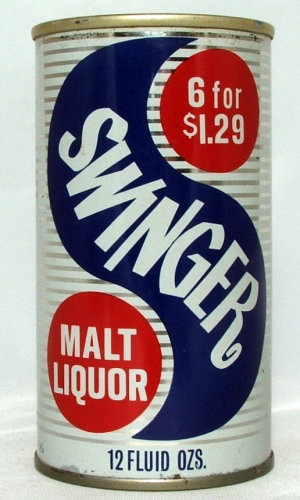 6 for
$1.29
SWINGER
MALT
LIQUOR
12 FLUID OZS.